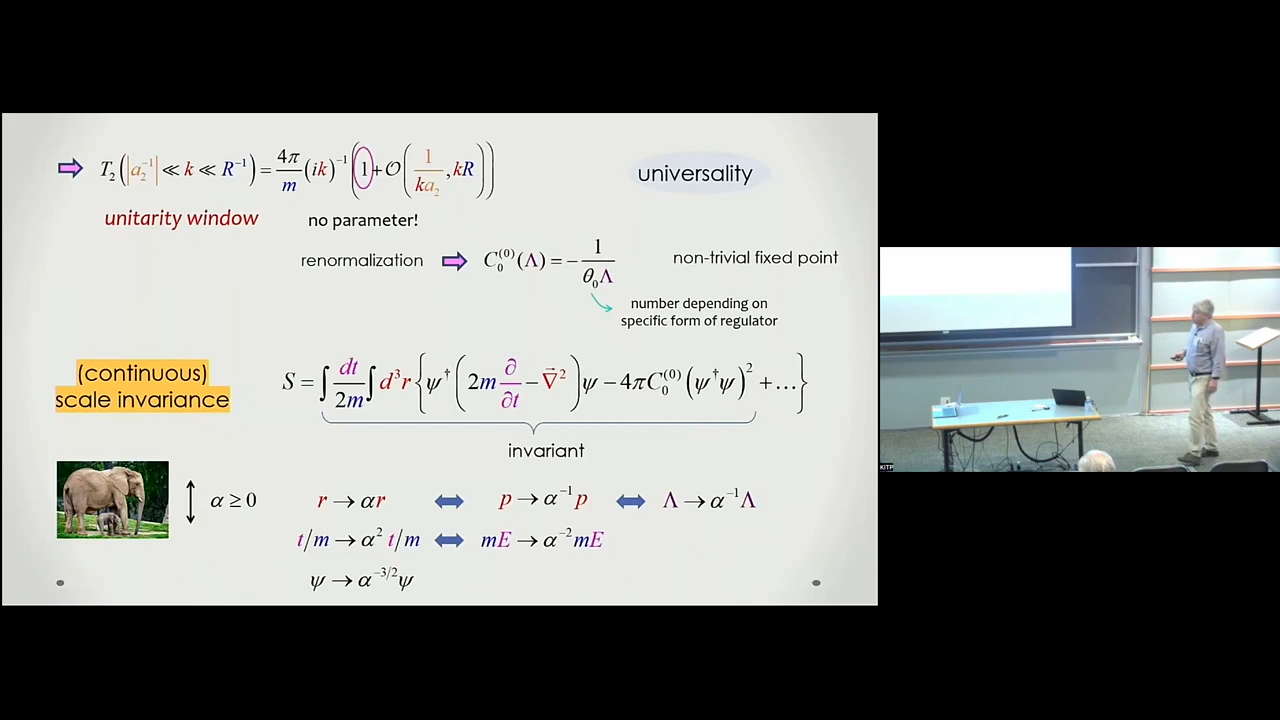 ⇨ T₂(|a₂⁻¹| ≪ k ≪ R⁻¹) = 4π/m (ik)⁻¹ (1 + 𝒪(1/ka₂, kR))
universality
unitarity window
no parameter!
renormalization ⇨ C₀⁽⁰⁾(Λ) = − 1/θ₀Λ
non-trivial fixed point
number depending on
specific form of regulator
(continuous)
scale invariance
S = ∫ dt/2m ∫ d³r { ψ† ( 2m ∂/∂t − ∇⃗² ) ψ − 4πC₀⁽⁰⁾ (ψ†ψ)² + … }
invariant
α ≥ 0
r → αr ⇔ p → α⁻¹p ⇔ Λ → α⁻¹Λ
t/m → α² t/m ⇔ mE → α⁻²mE
ψ → α⁻³ᐟ²ψ
KITP